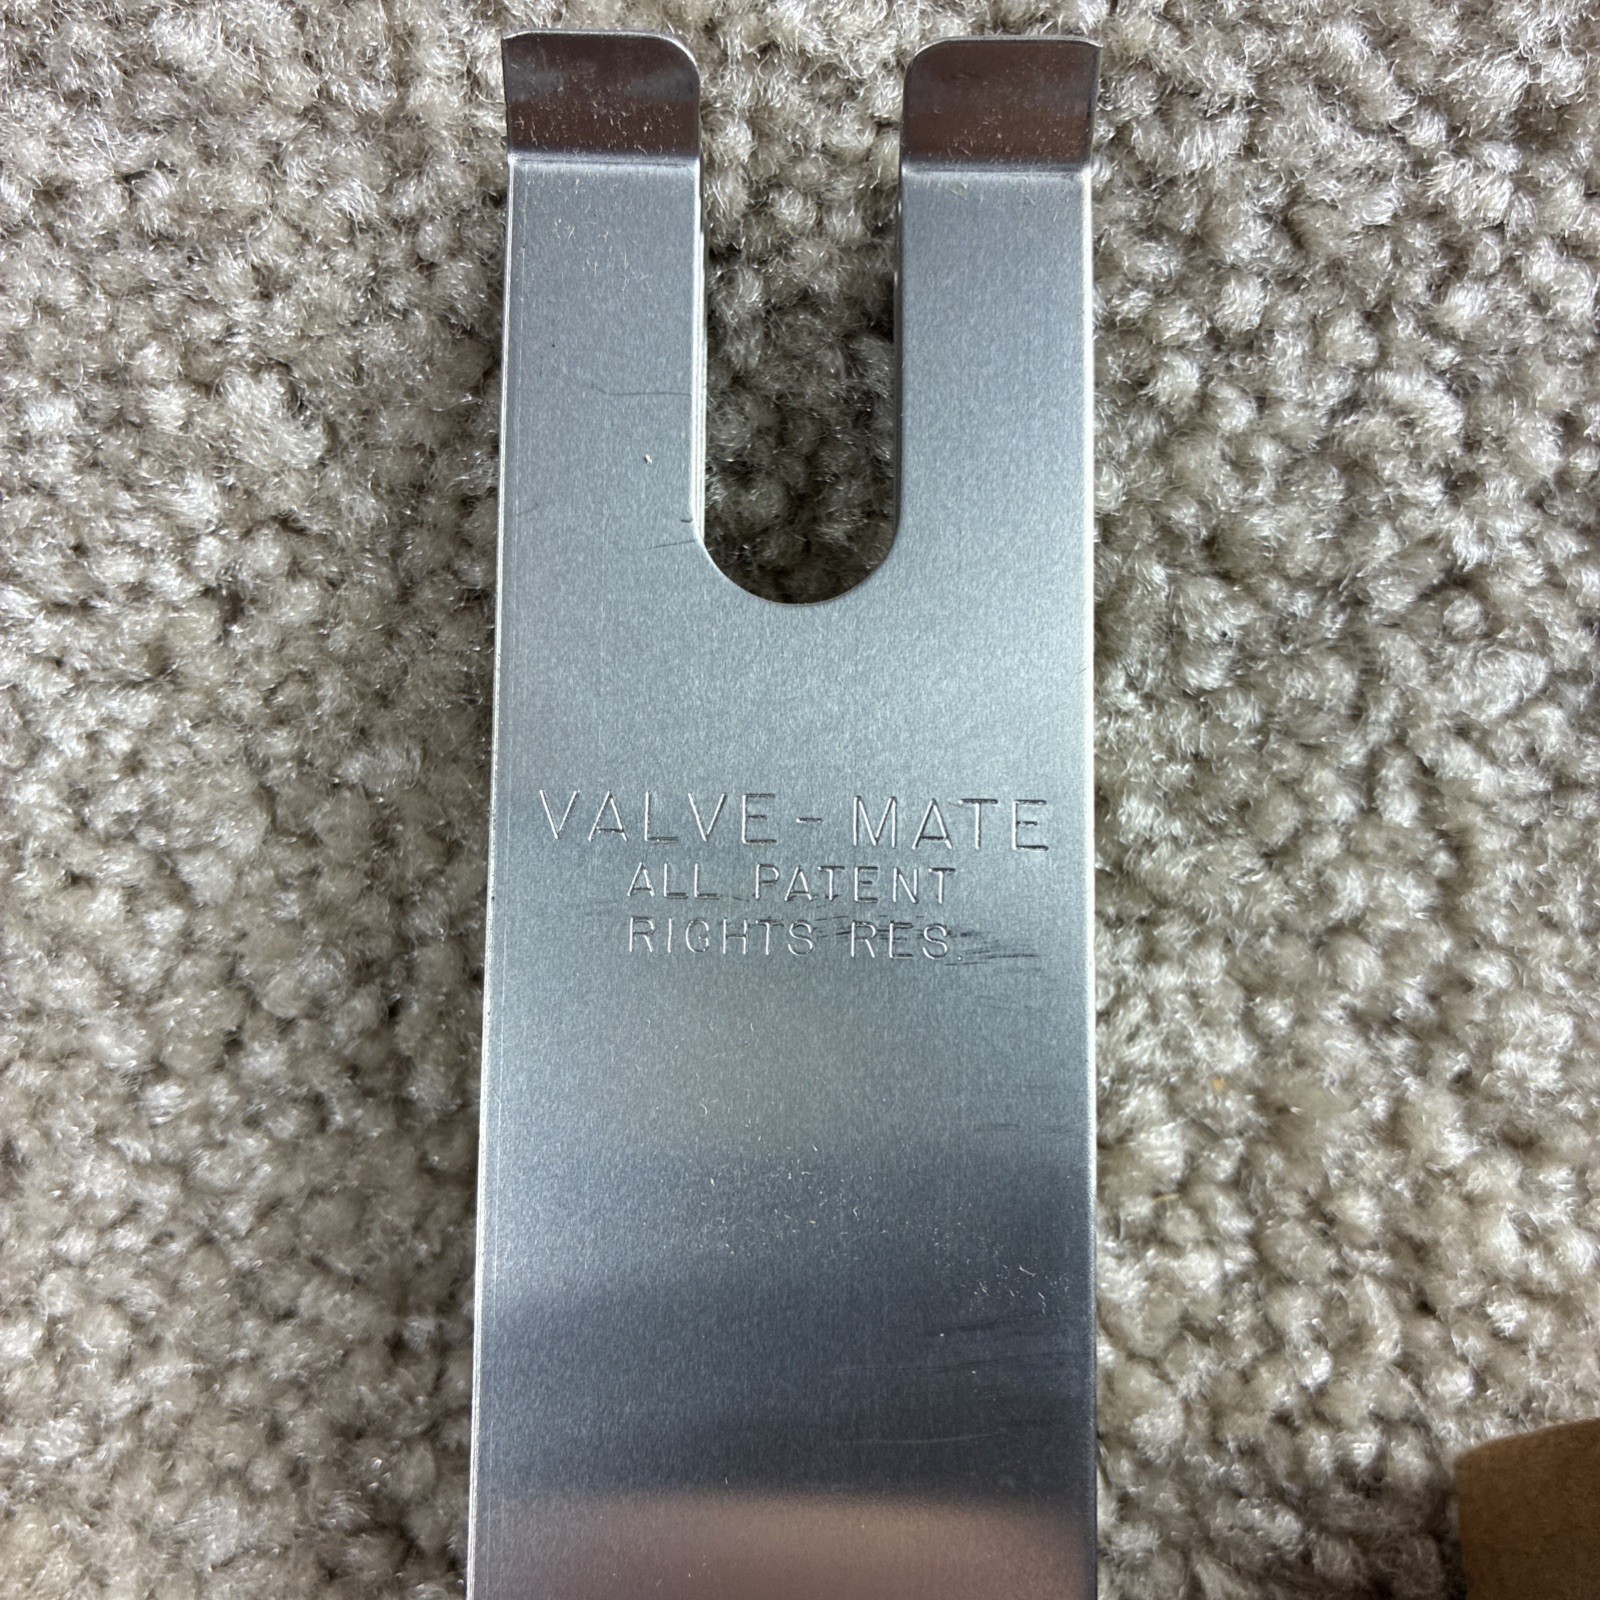 VALVE-MATE
ALL PATENT
RIGHTS RES.